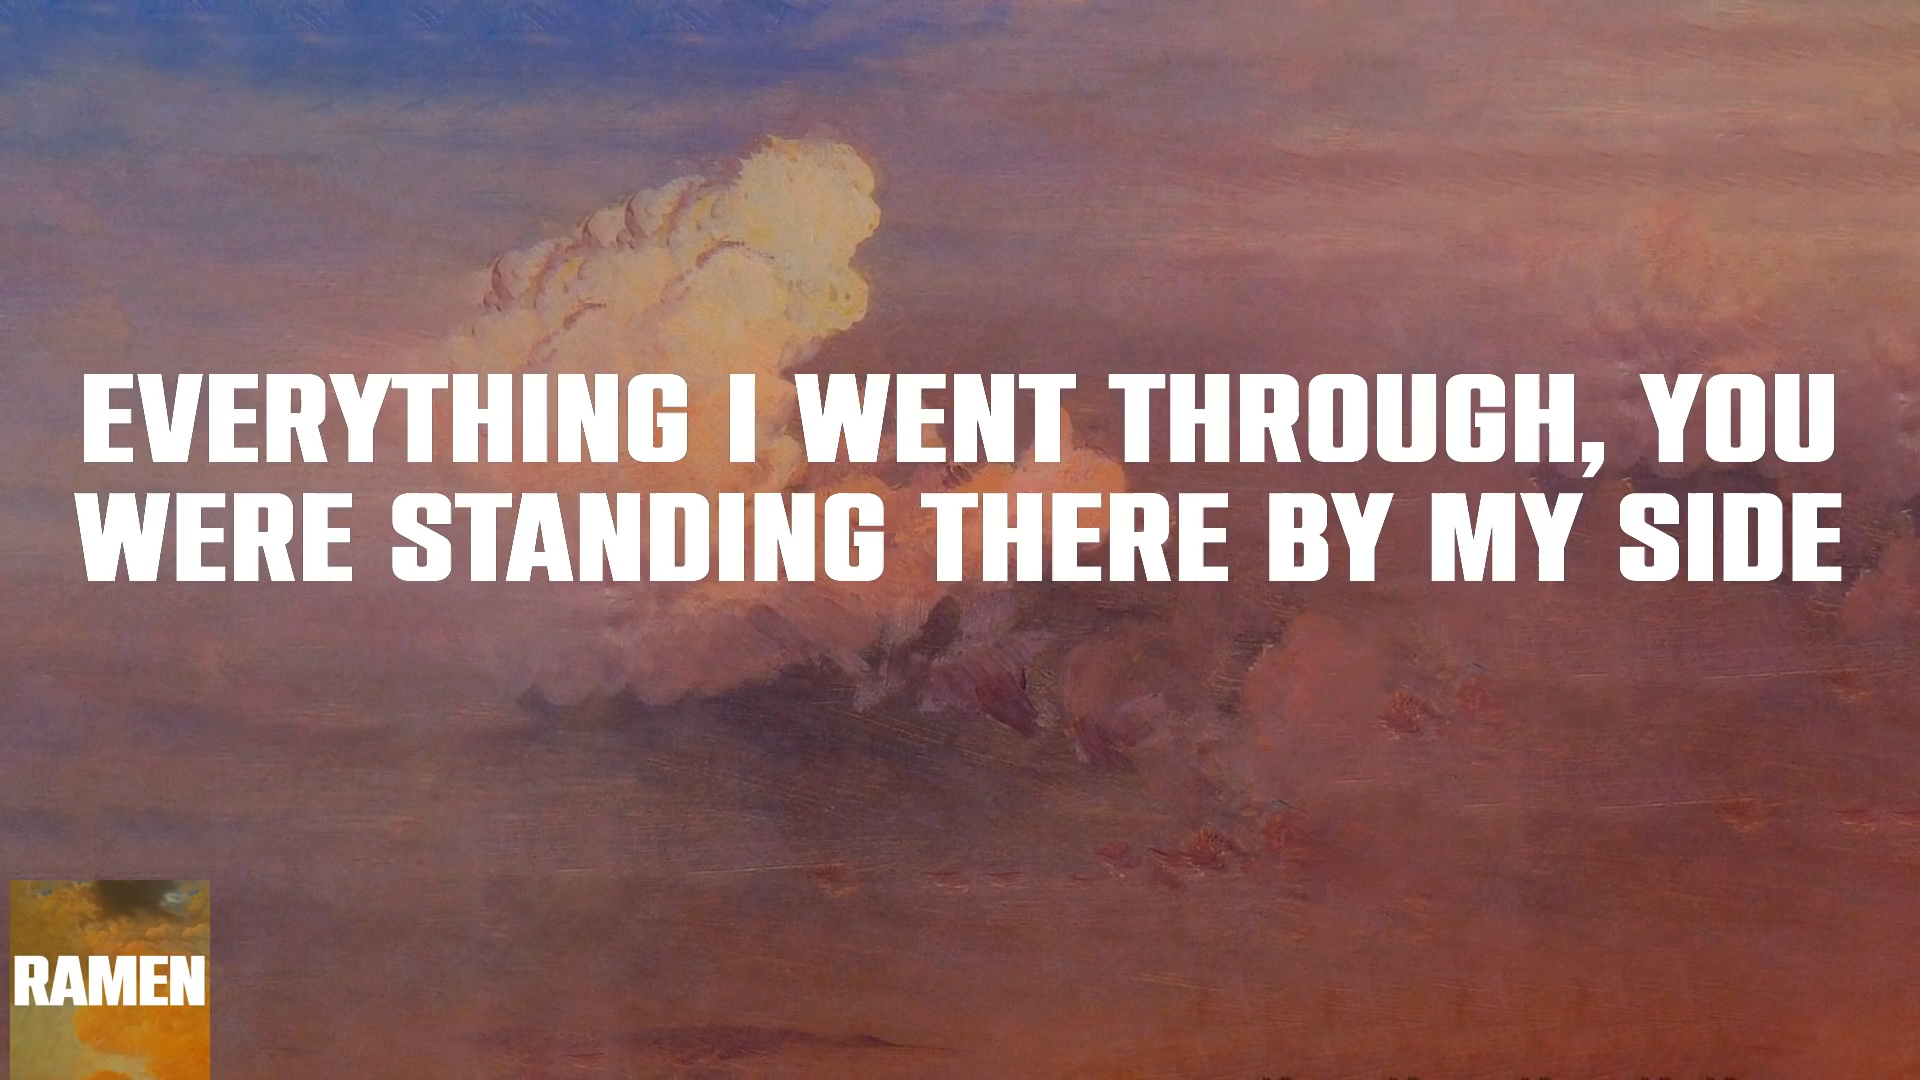 EVERYTHING I WENT THROUGH, YOU
WERE STANDING THERE BY MY SIDE
RAMEN